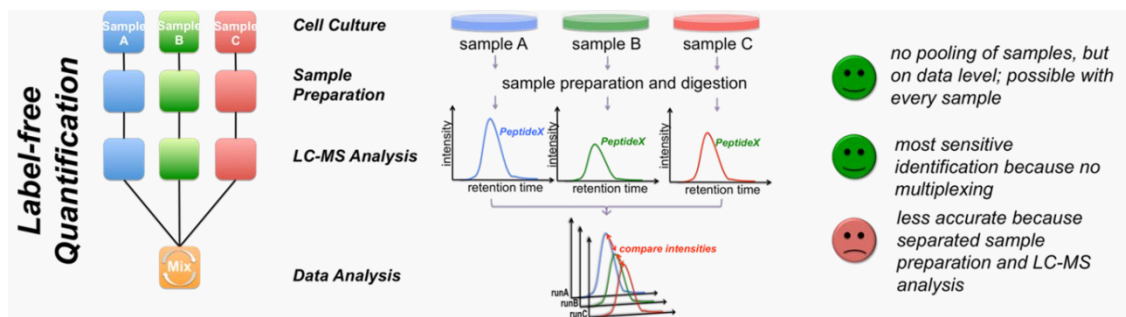 Label-free
Quantification
Sample
A
Sample
B
Sample
C
Mix
Cell Culture
Sample
Preparation
LC-MS Analysis
Data Analysis
sample A
sample B
sample C
sample preparation and digestion
intensity
PeptideX
retention time
intensity
PeptideX
retention time
intensity
PeptideX
retention time
compare intensities
runA
runB
runC
no pooling of samples, but
on data level; possible with
every sample
most sensitive
identification because no
multiplexing
less accurate because
separated sample
preparation and LC-MS
analysis